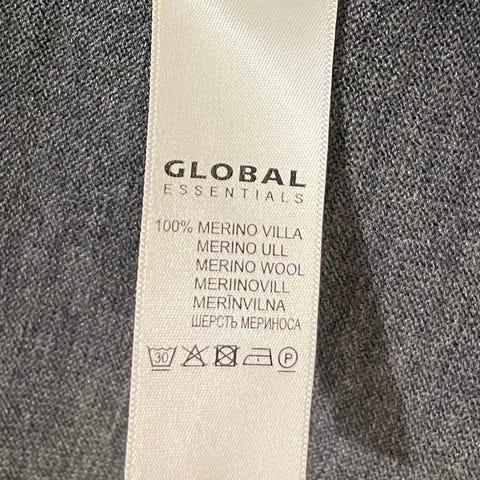 GLOBAL
ESSENTIALS
100% MERINO VILLA
MERINO ULL
MERINO WOOL
MERIINOVILL
MERĪNVILNA
ШЕРСТЬ МЕРИНОСА
30 P